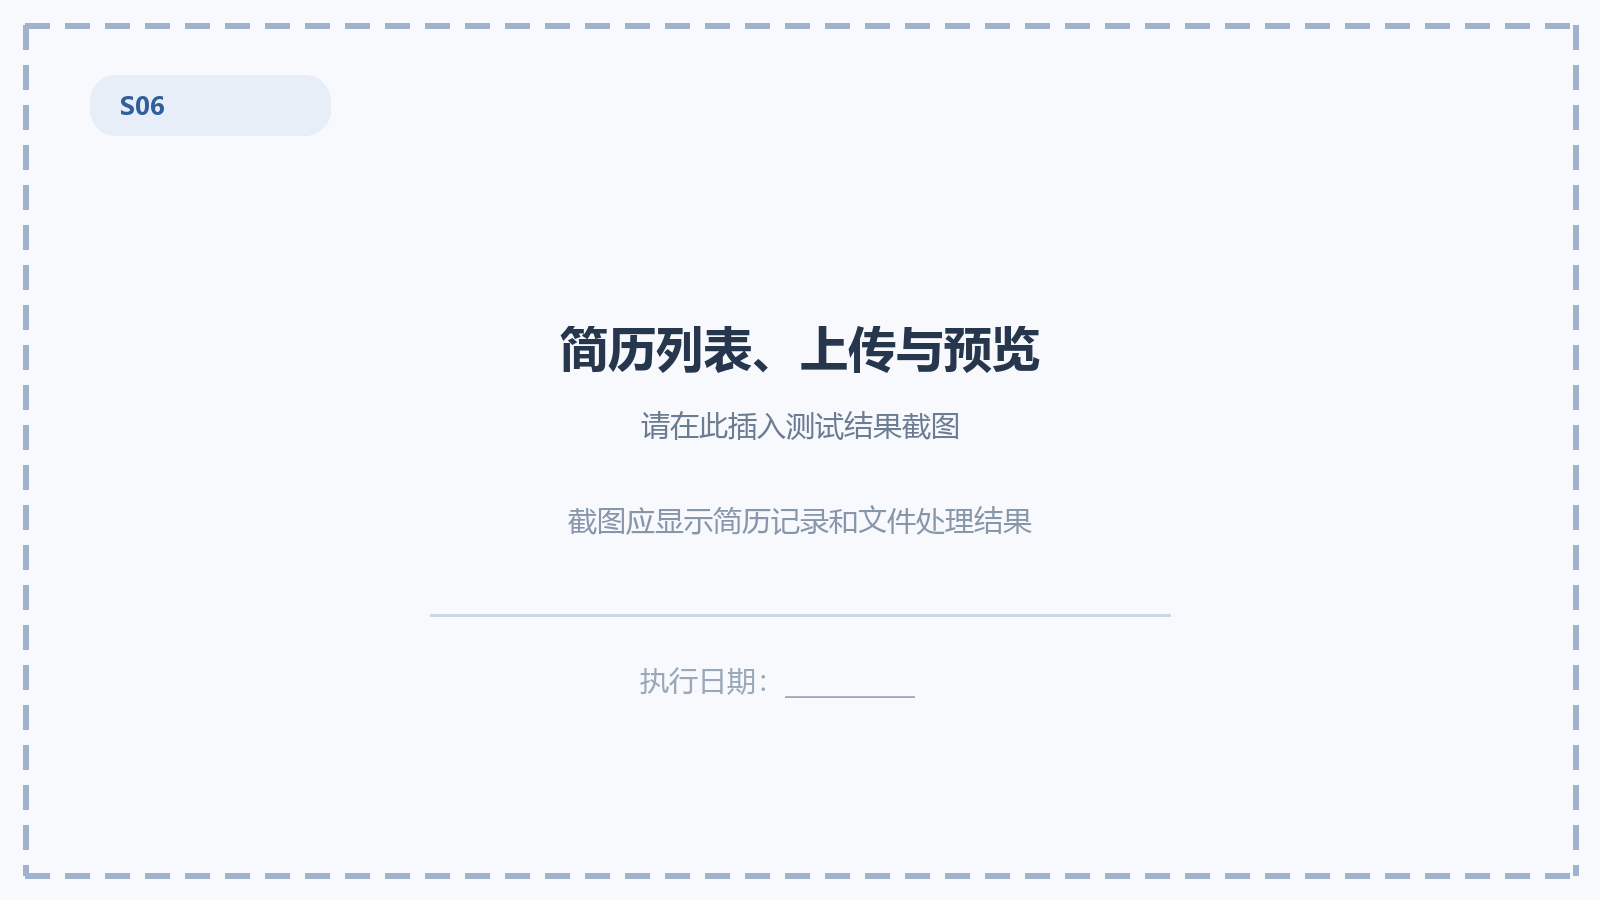 S06
简历列表、上传与预览
请在此插入测试结果截图
截图应显示简历记录和文件处理结果
执行日期：__________